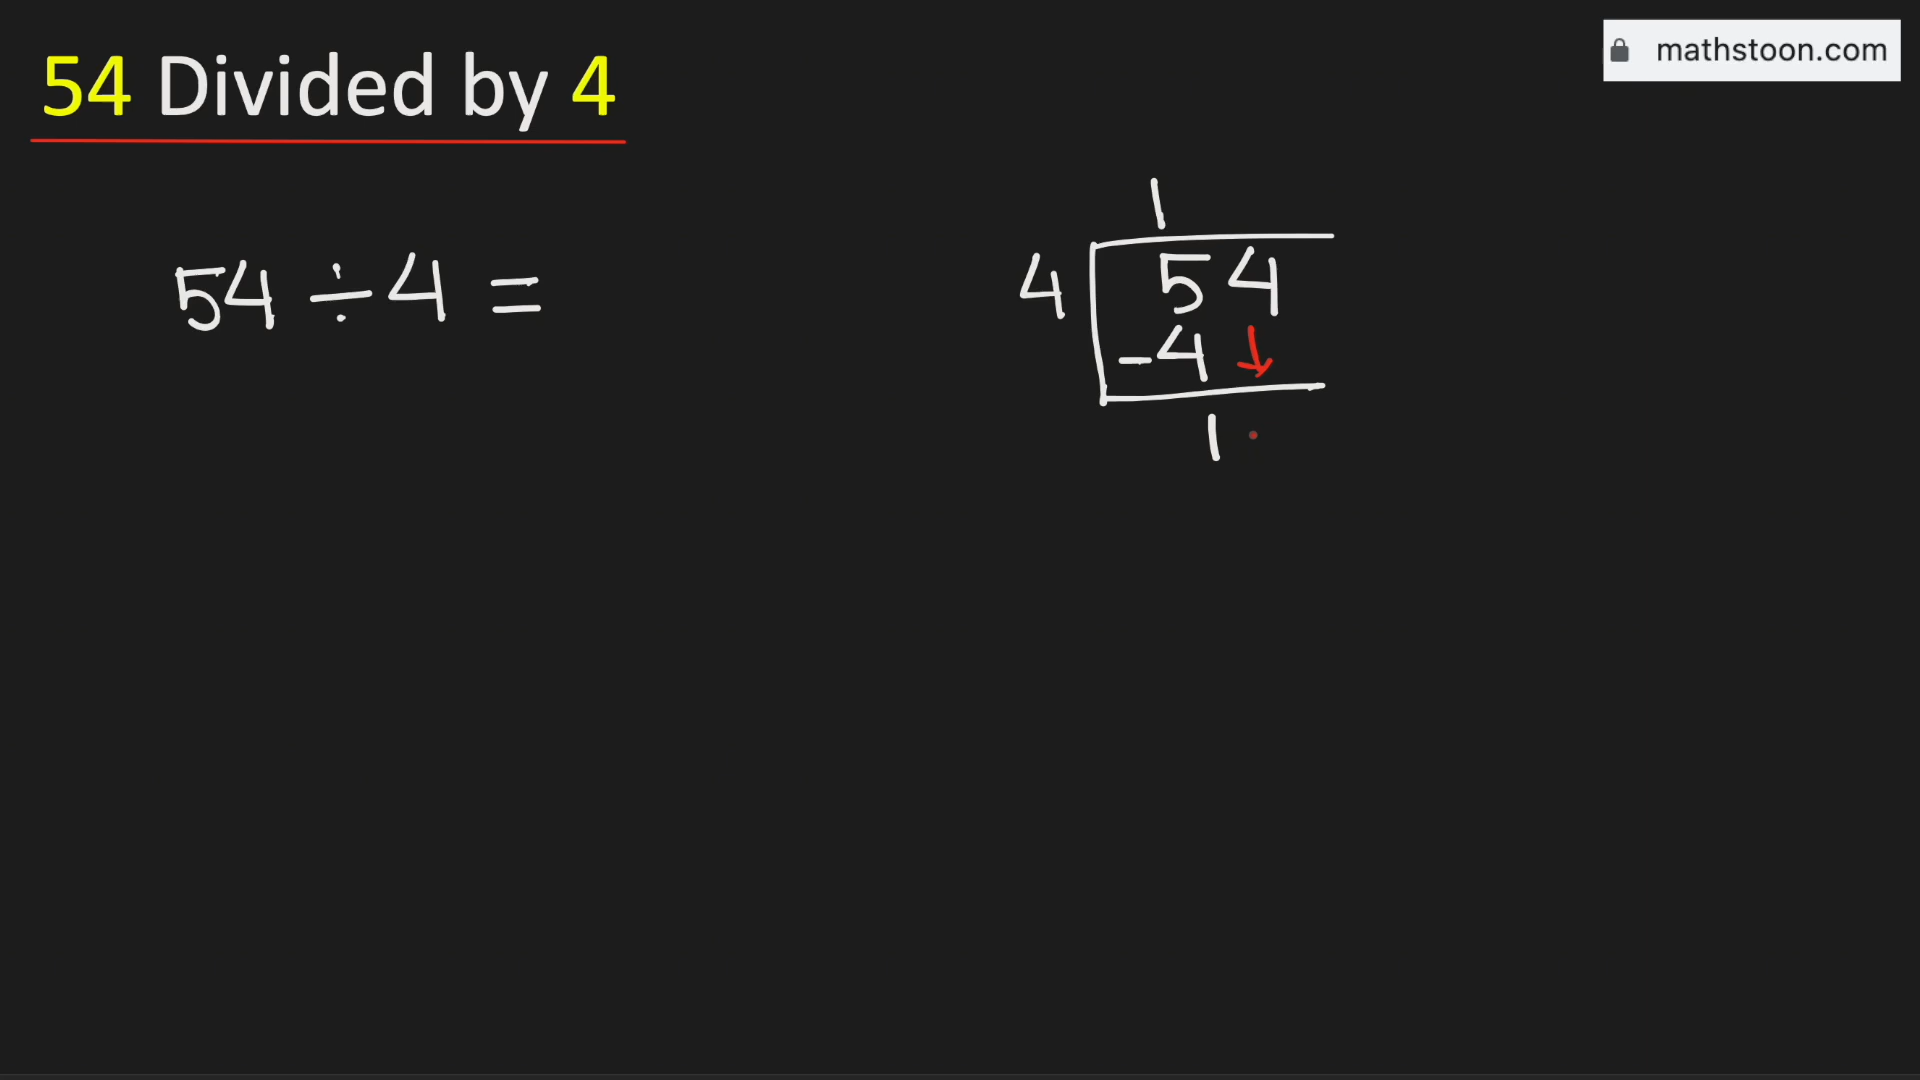 54 Divided by 4
mathstoon.com
54 ÷ 4 =
1
4 54
-4 ↓
1